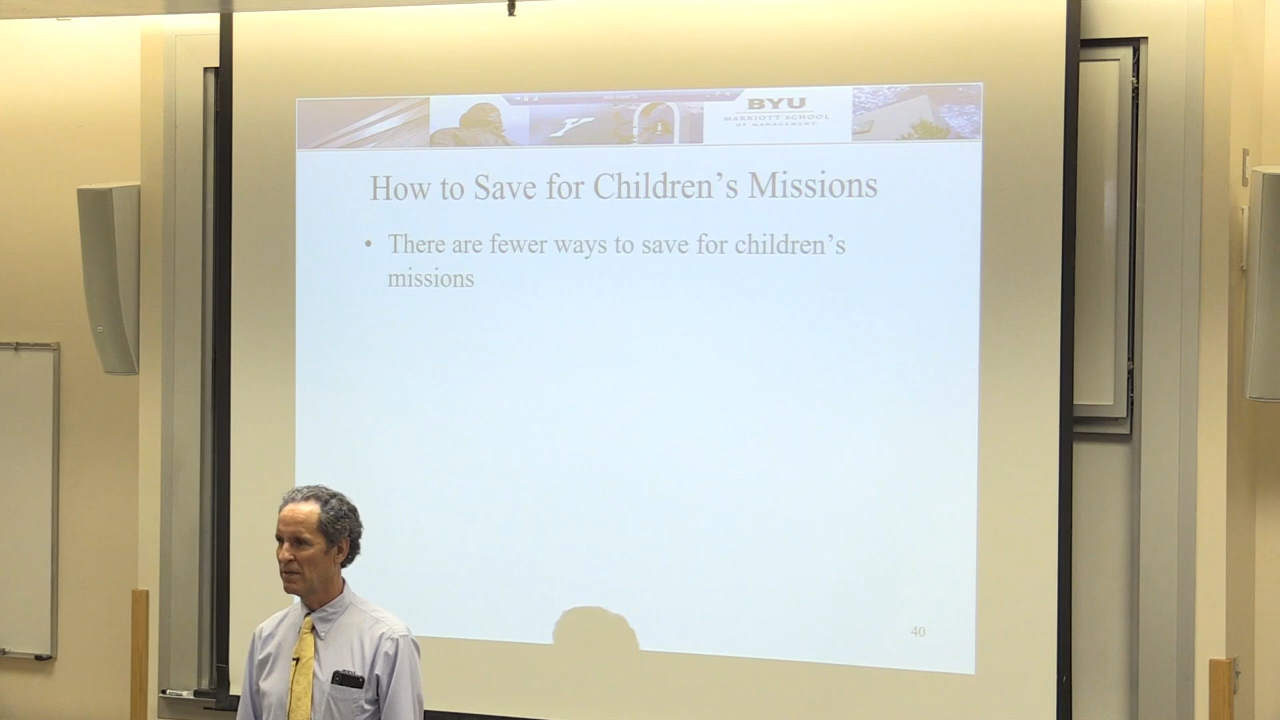 Y
BYU
MARRIOTT SCHOOL
OF MANAGEMENT
How to Save for Children’s Missions
• There are fewer ways to save for children’s
missions
40